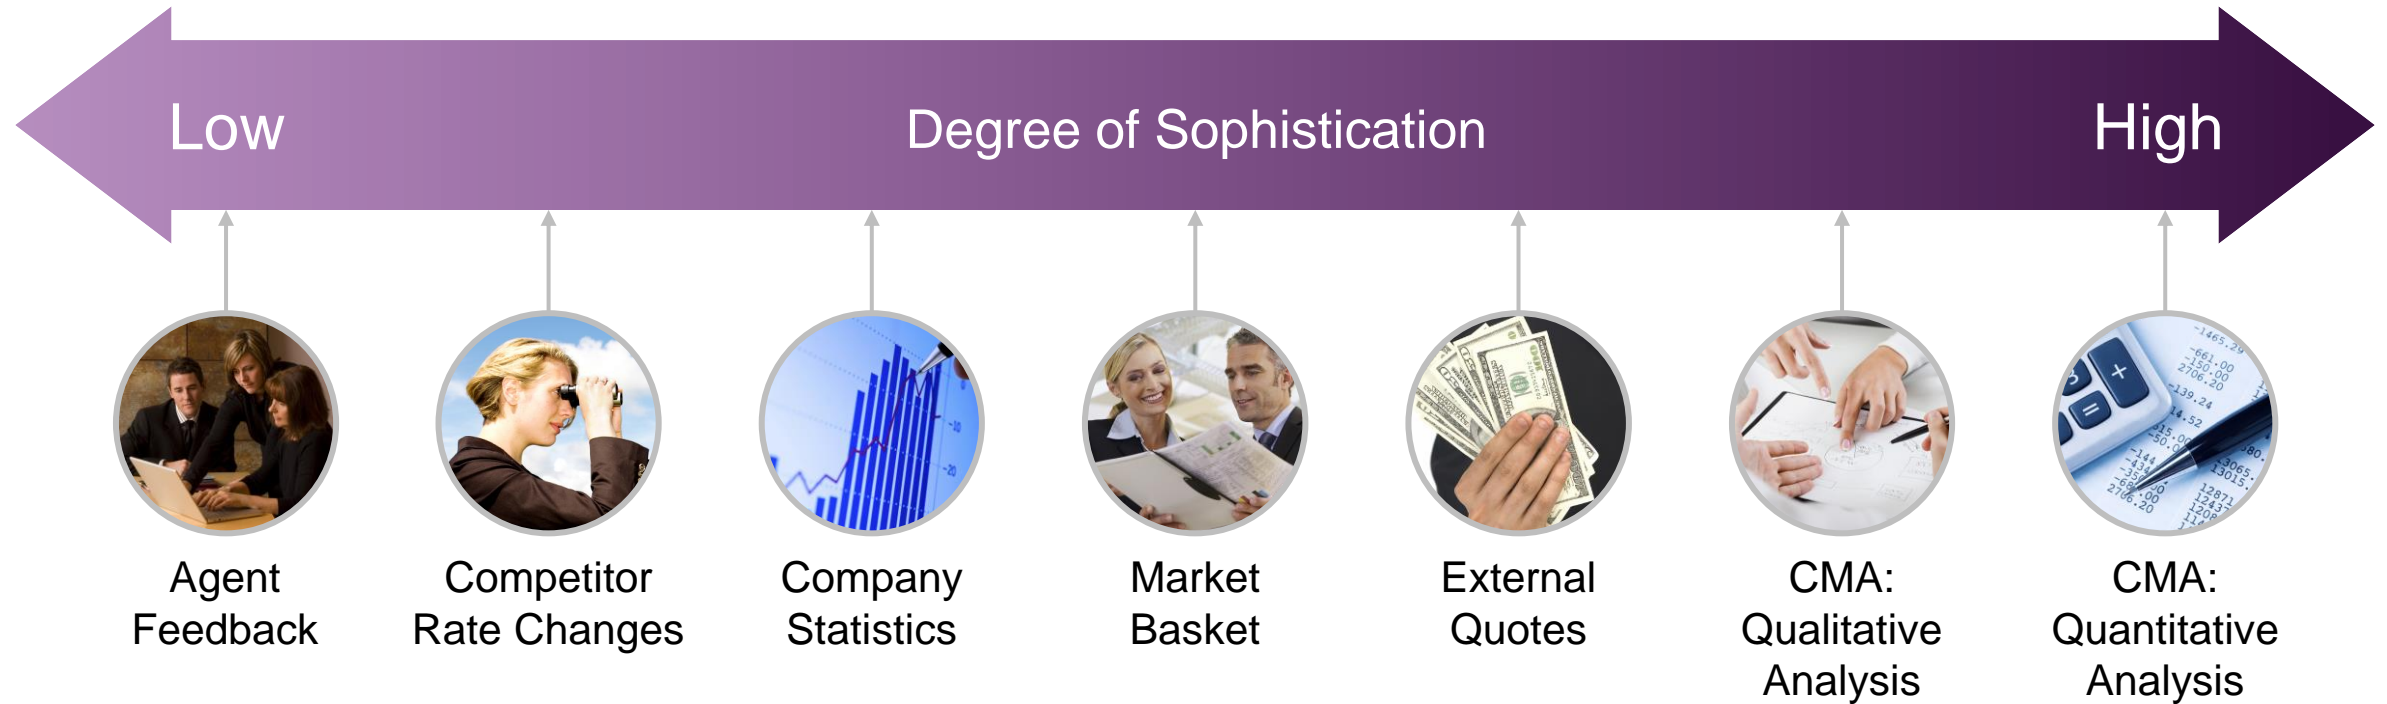 Low
Degree of Sophistication
High
Agent
Feedback
Competitor
Rate Changes
Company
Statistics
Market
Basket
External
Quotes
CMA:
Qualitative
Analysis
CMA:
Quantitative
Analysis